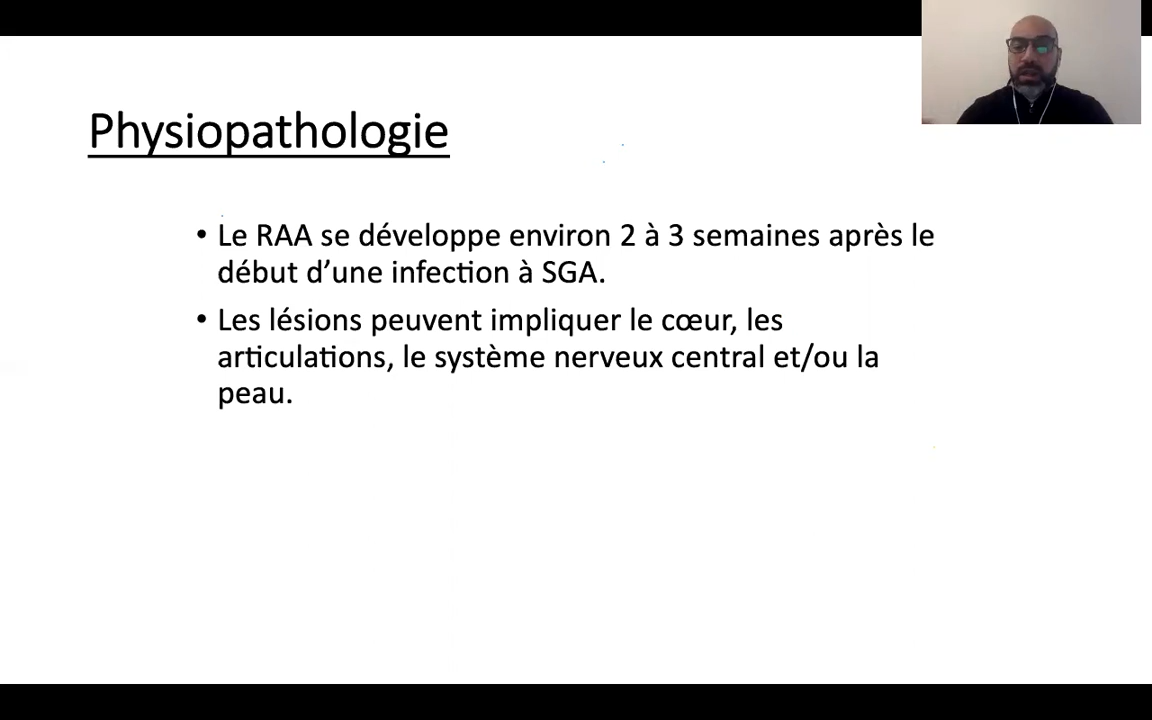 Physiopathologie
• Le RAA se développe environ 2 à 3 semaines après le
début d’une infection à SGA.
• Les lésions peuvent impliquer le cœur, les
articulations, le système nerveux central et/ou la
peau.